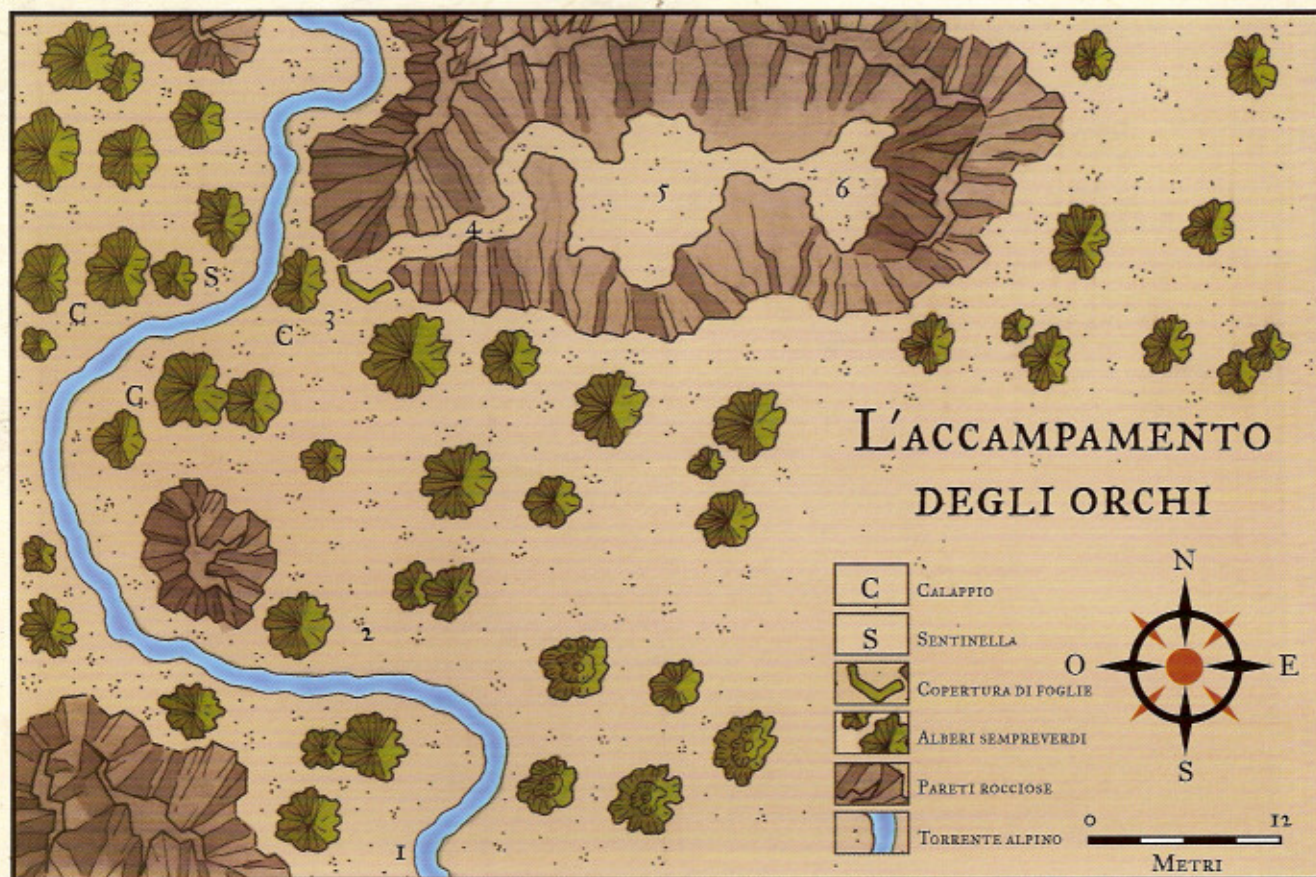 5
6
4
S
C
C
3
C
L'ACCAMPAMENTO
DEGLI ORCHI
2
1
C CALAPPIO
S SENTINELLA
COPERTURA DI FOGLIE
ALBERI SEMPREVERDI
PARETI ROCCIOSE
TORRENTE ALPINO
N
O
E
S
0
12
METRI